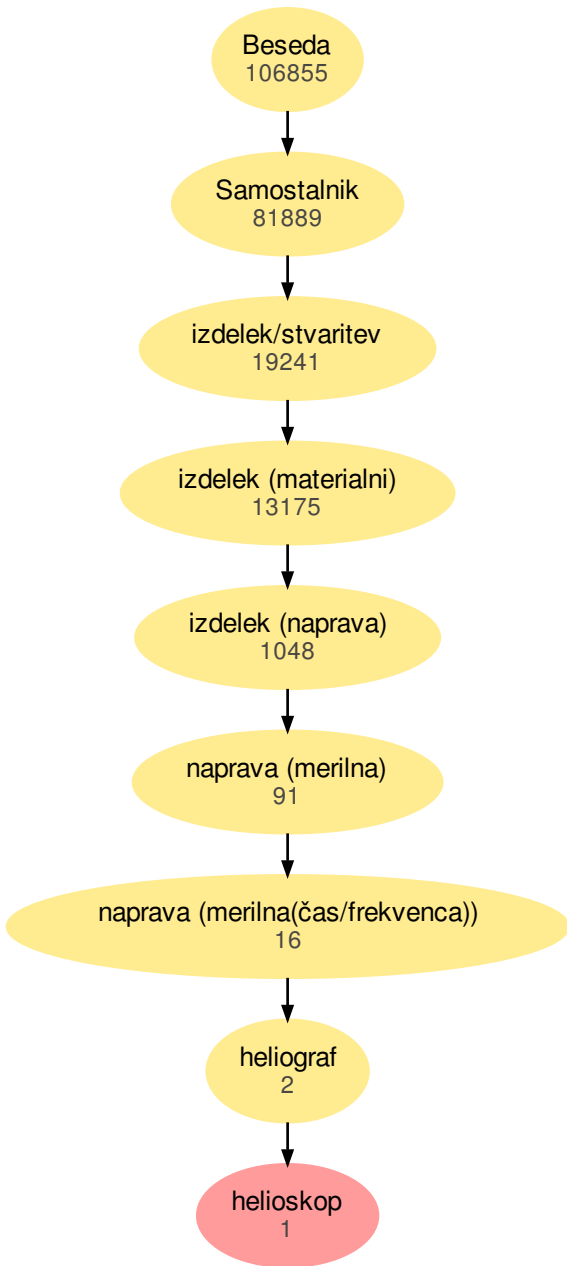 Beseda
106855
Samostalnik
81889
izdelek/stvaritev
19241
izdelek (materialni)
13175
izdelek (naprava)
1048
naprava (merilna)
91
naprava (merilna(čas/frekvenca))
16
heliograf
2
helioskop
1